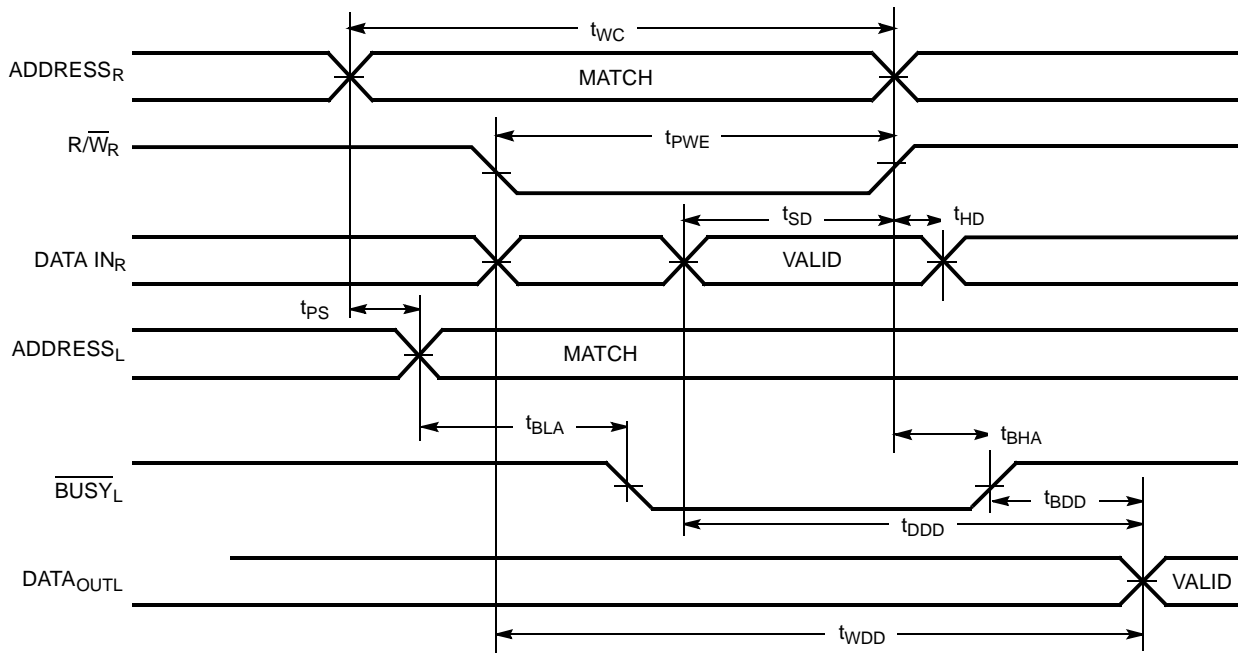 tWC
ADDRESSR
MATCH
R/W̅R
tPWE
tSD
tHD
DATA INR
VALID
tPS
ADDRESSL
MATCH
tBLA
tBHA
B̅U̅S̅Y̅L
tBDD
tDDD
DATAOUTL
VALID
tWDD